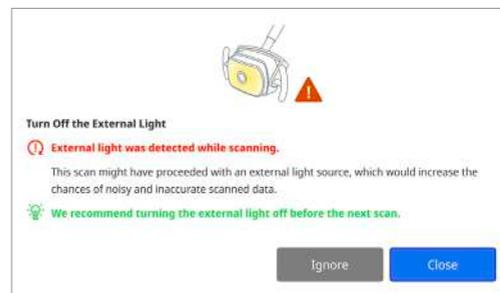 Turn Off the External Light
External light was detected while scanning.
This scan might have proceeded with an external light source, which would increase the
chances of noisy and inaccurate scanned data.
We recommend turning the external light off before the next scan.
Ignore
Close